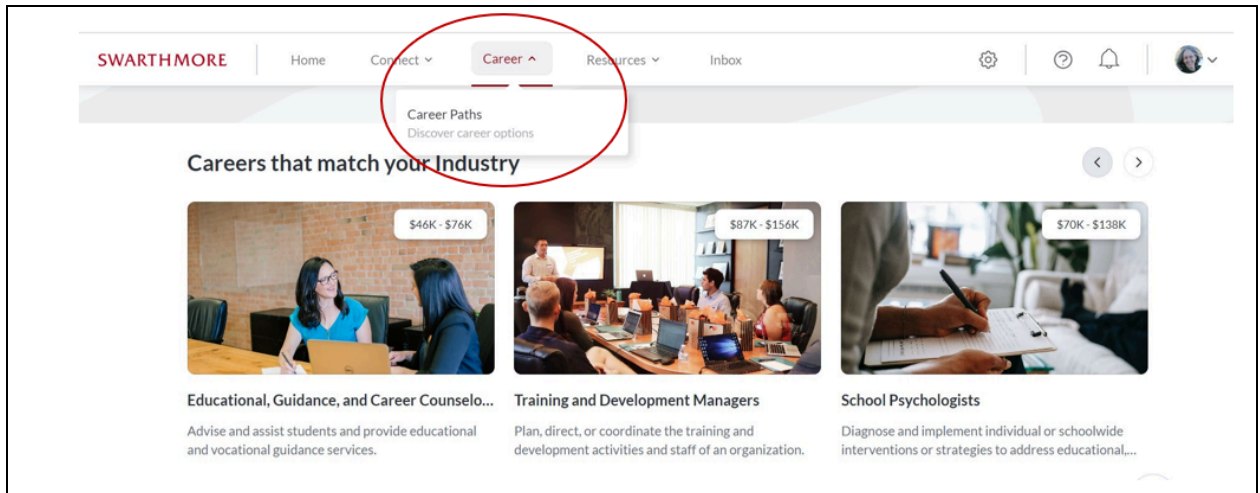 SWARTHMORE Home Connect Career Resources Inbox
Career Paths
Discover career options
Careers that match your Industry
$46K - $76K $87K - $156K $70K - $138K
Educational, Guidance, and Career Counselo... Training and Development Managers School Psychologists
Advise and assist students and provide educational Plan, direct, or coordinate the training and Diagnose and implement individual or schoolwide
and vocational guidance services. development activities and staff of an organization. interventions or strategies to address educational,...